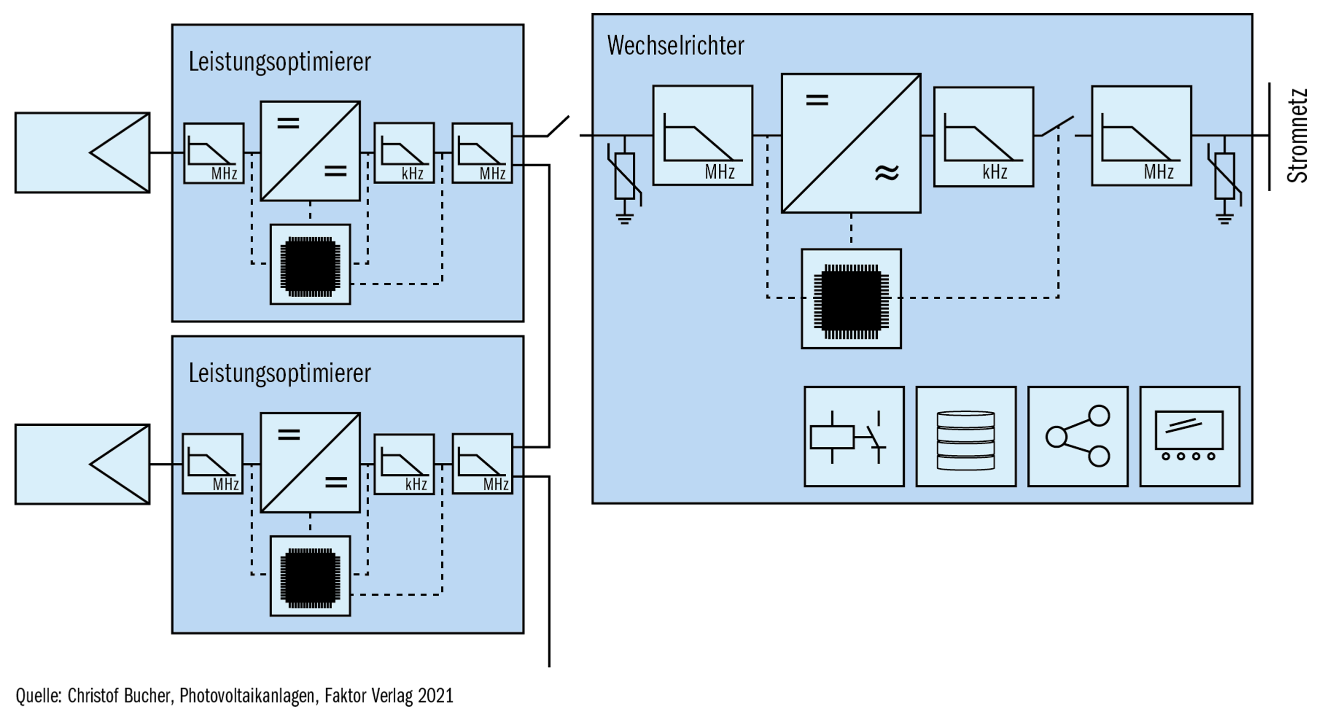 Leistungsoptimierer
MHz
kHz
MHz
Wechselrichter
MHz
kHz
MHz
Stromnetz
Leistungsoptimierer
MHz
kHz
MHz
Quelle: Christof Bucher, Photovoltaikanlagen, Faktor Verlag 2021